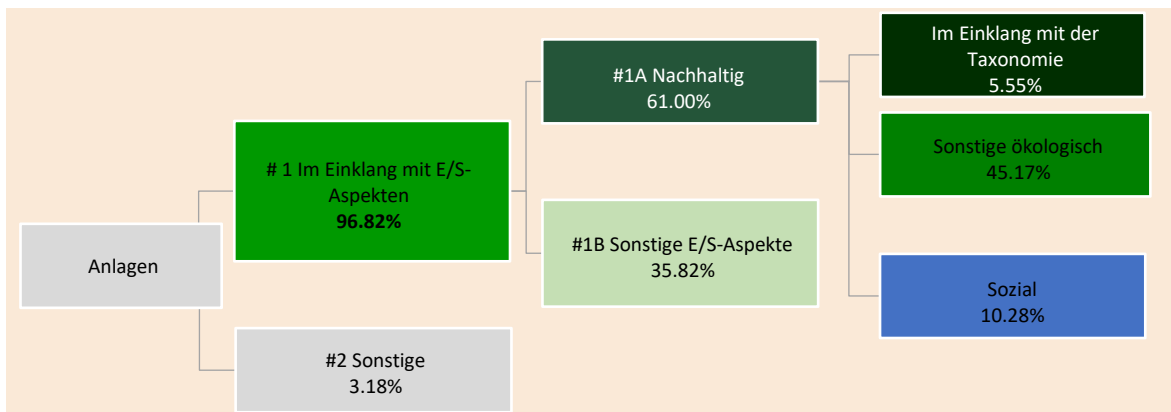 Anlagen
# 1 Im Einklang mit E/S-
Aspekten
96.82%
#2 Sonstige
3.18%
#1A Nachhaltig
61.00%
#1B Sonstige E/S-Aspekte
35.82%
Im Einklang mit der
Taxonomie
5.55%
Sonstige ökologisch
45.17%
Sozial
10.28%